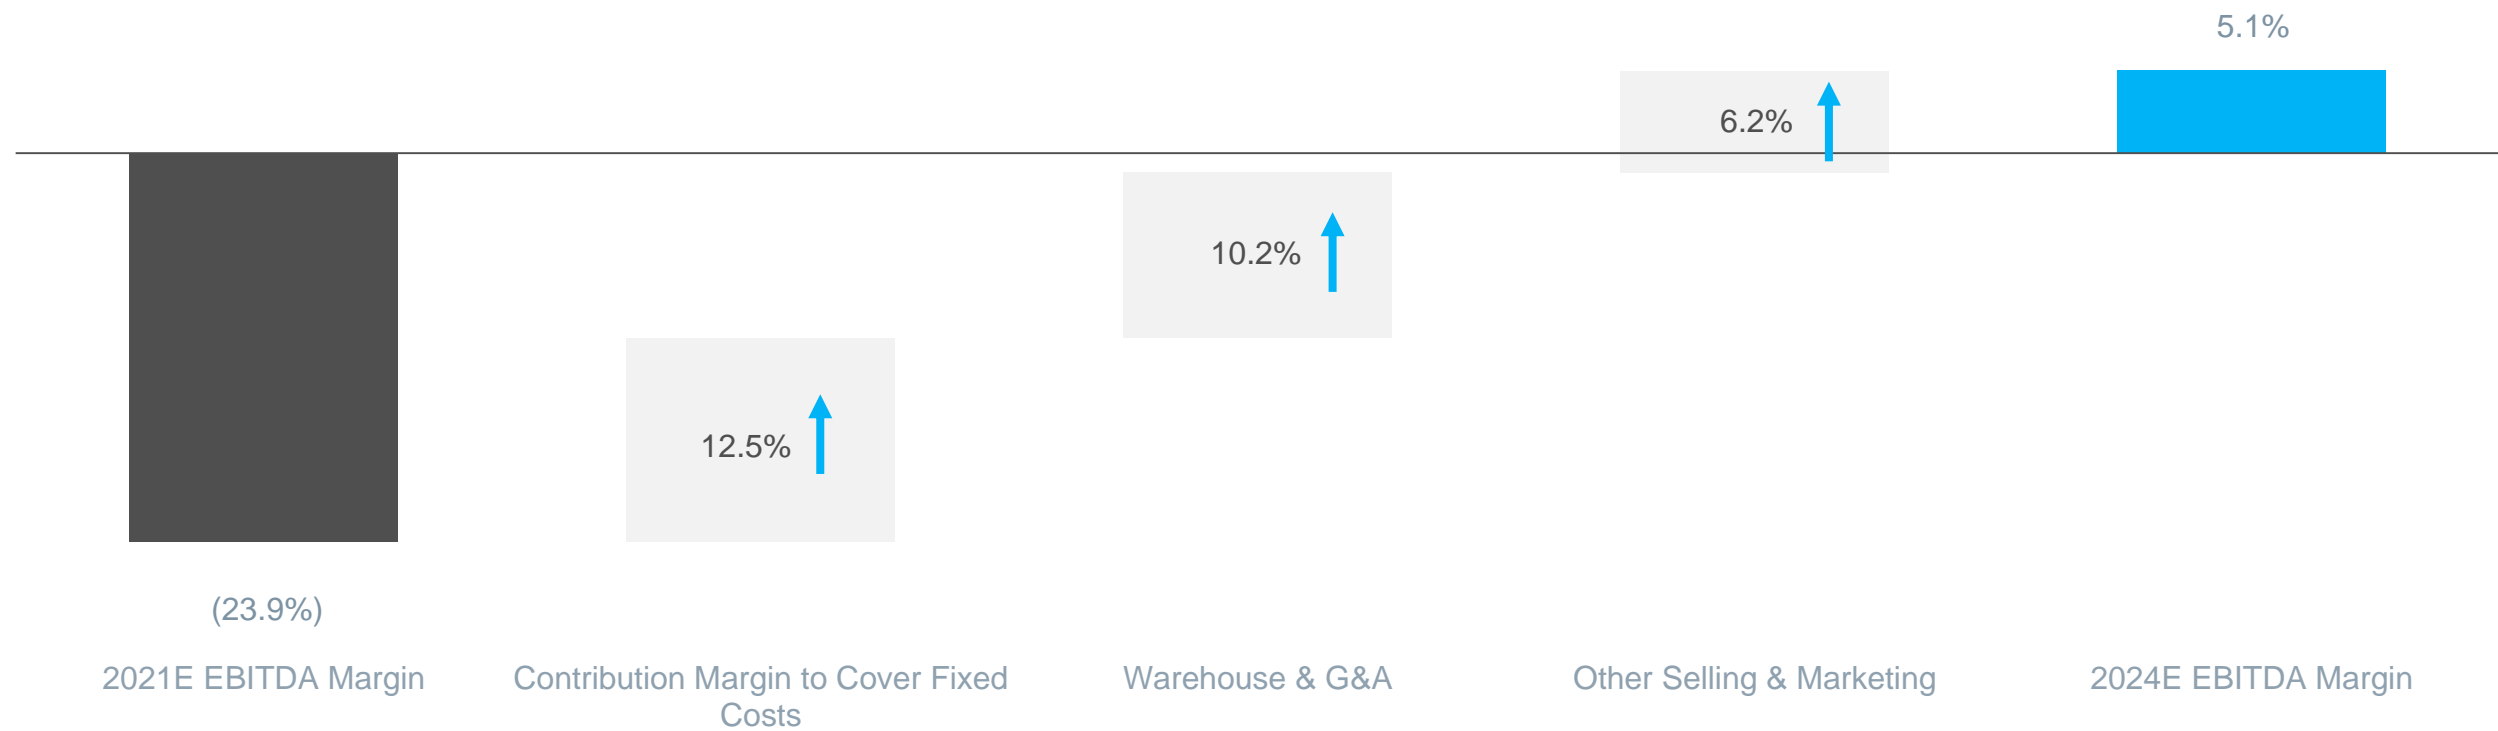 5.1%
6.2%
10.2%
12.5%
(23.9%)
2021E EBITDA Margin
Contribution Margin to Cover Fixed
Costs
Warehouse & G&A
Other Selling & Marketing
2024E EBITDA Margin